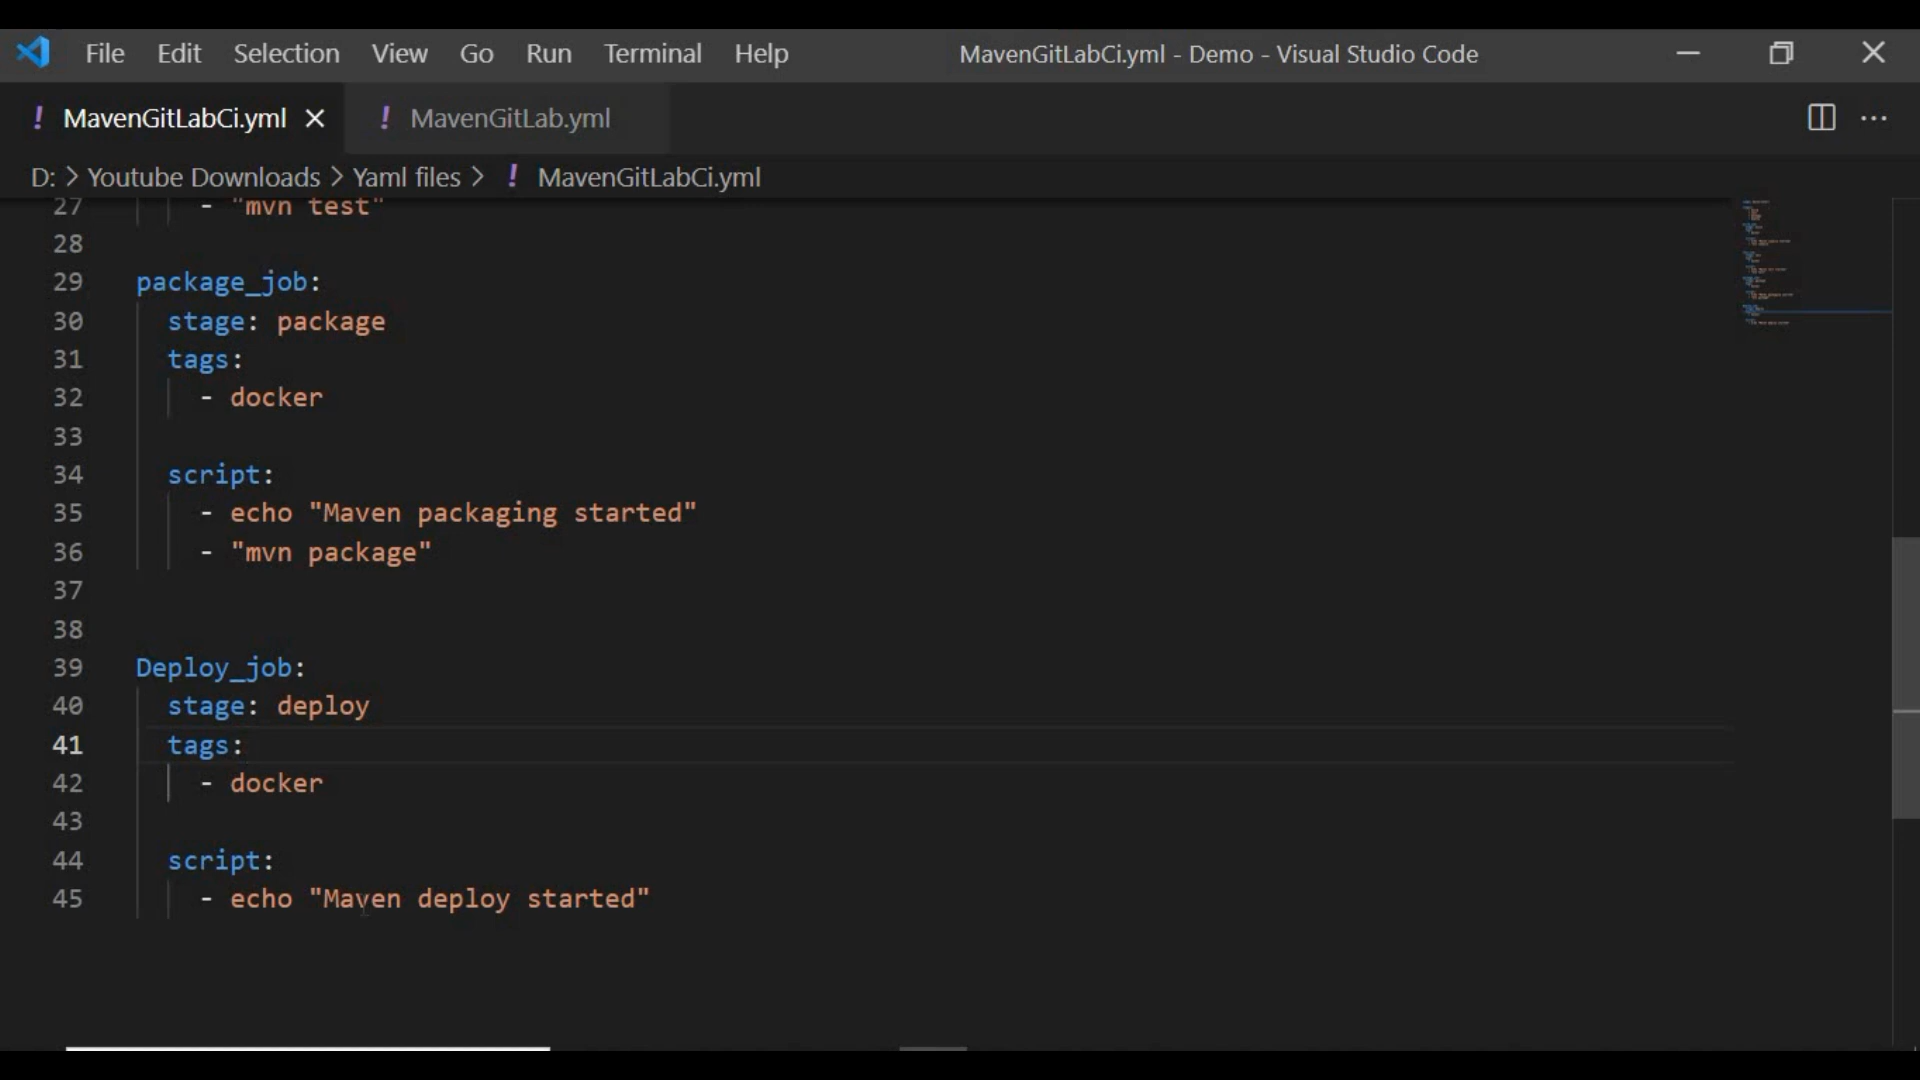 File Edit Selection View Go Run Terminal Help MavenGitLabCi.yml - Demo - Visual Studio Code
! MavenGitLabCi.yml ! MavenGitLab.yml
D: > Youtube Downloads > Yaml files > ! MavenGitLabCi.yml
27 - "mvn test"
28
29 package_job:
30 stage: package
31 tags:
32 - docker
33
34 script:
35 - echo "Maven packaging started"
36 - "mvn package"
37
38
39 Deploy_job:
40 stage: deploy
41 tags:
42 - docker
43
44 script:
45 - echo "Maven deploy started"